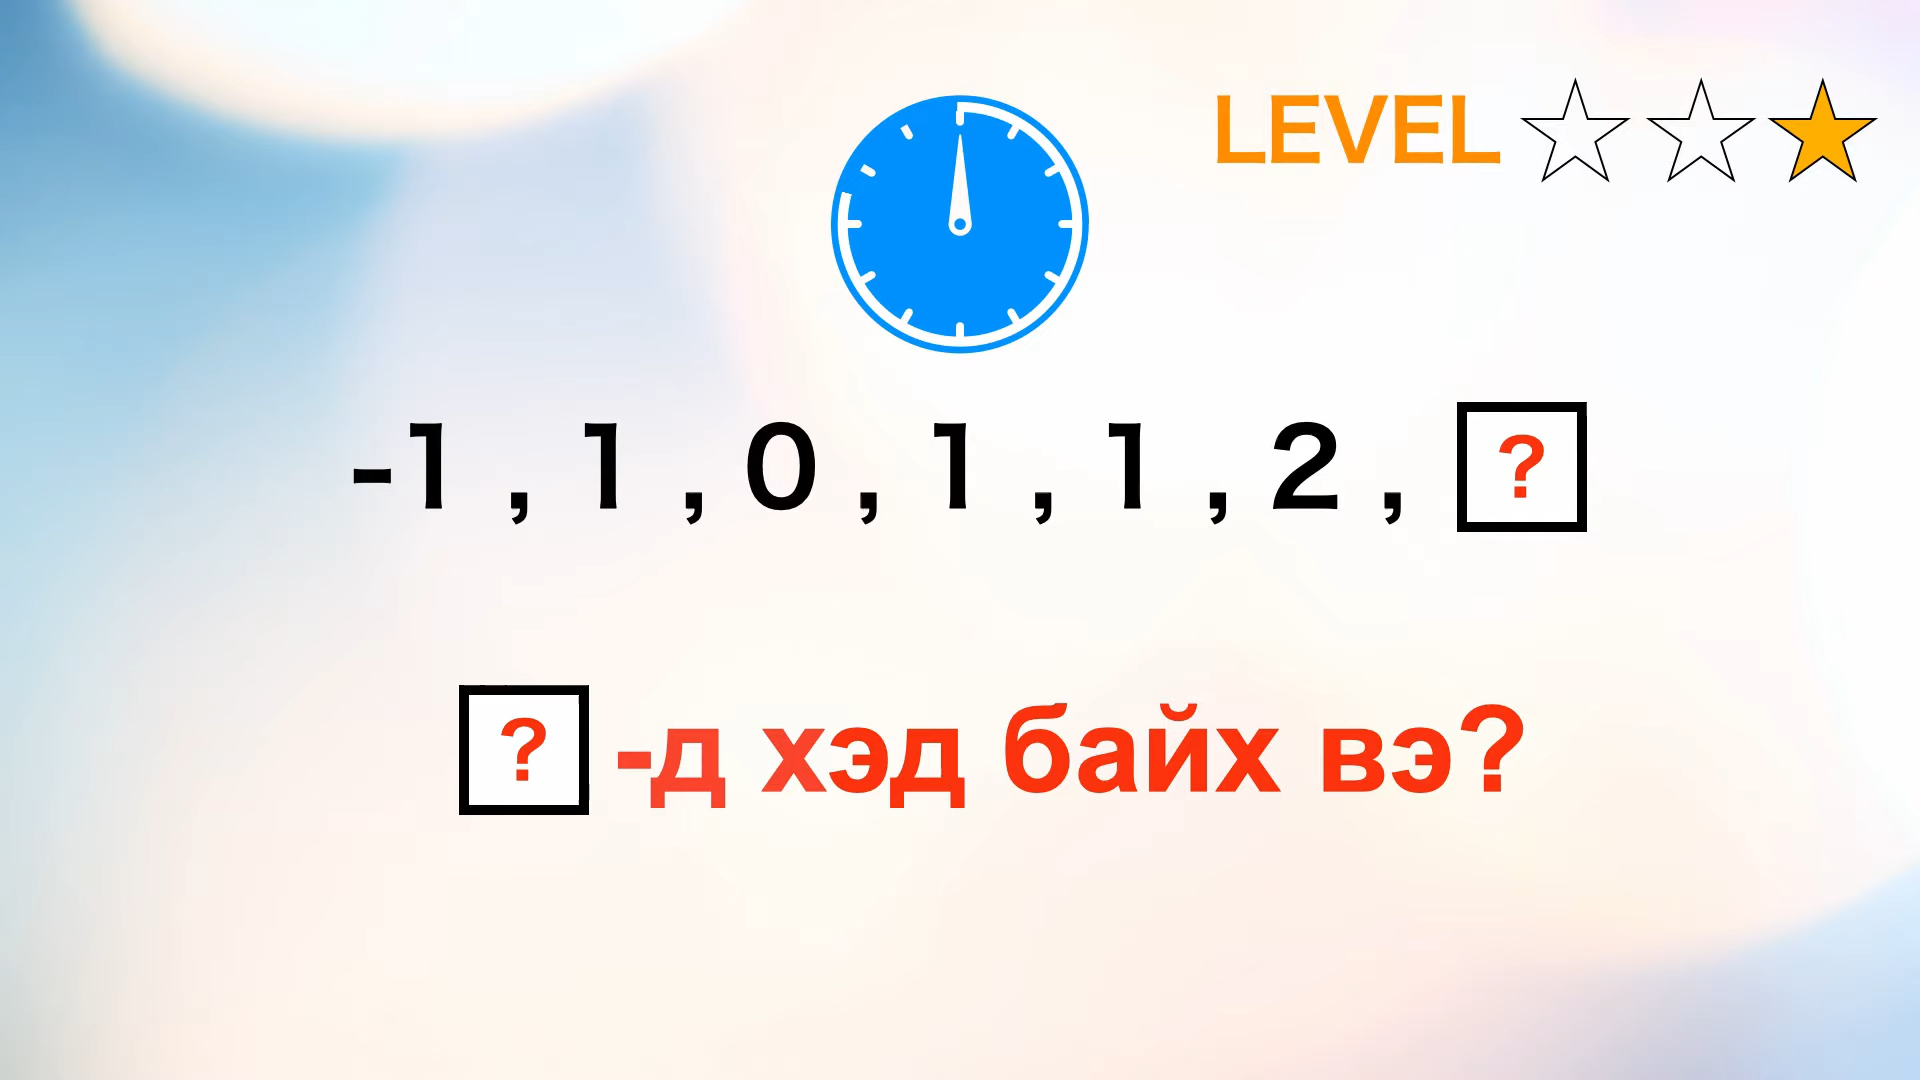 LEVEL
-1 , 1 , 0 , 1 , 1 , 2 , ?
? -д хэд байх вэ?